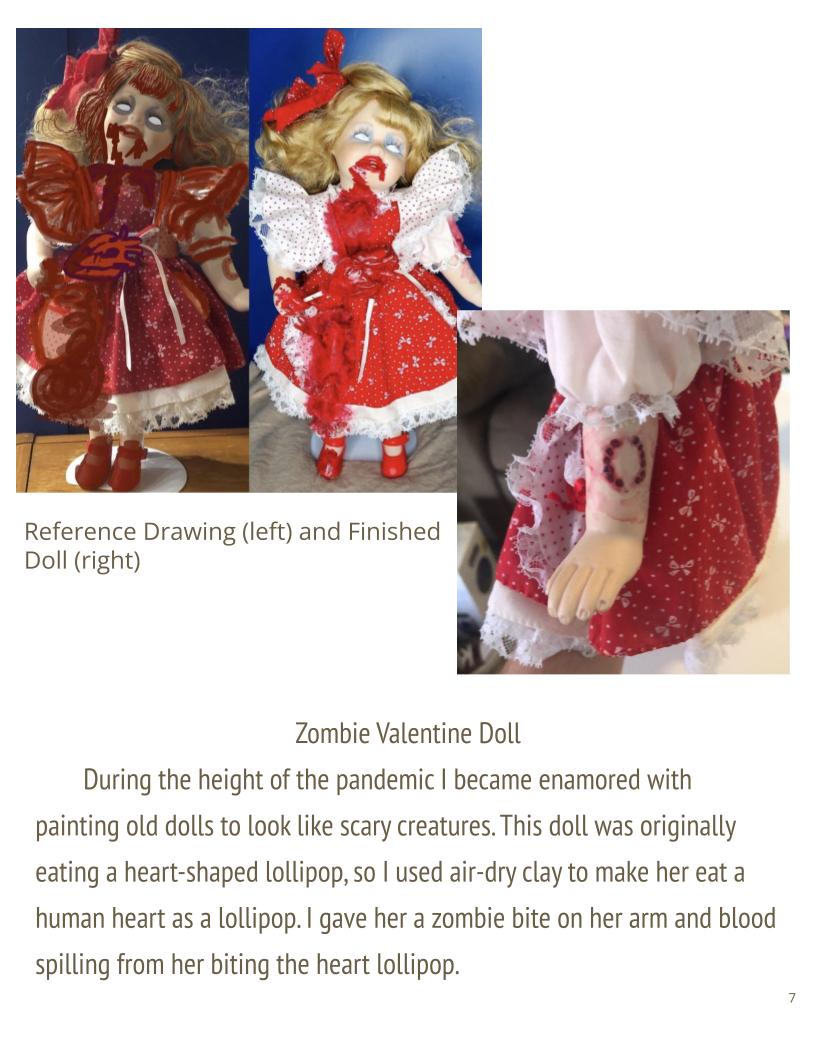 Reference Drawing (left) and Finished
Doll (right)
Zombie Valentine Doll
During the height of the pandemic I became enamored with
painting old dolls to look like scary creatures. This doll was originally
eating a heart-shaped lollipop, so I used air-dry clay to make her eat a
human heart as a lollipop. I gave her a zombie bite on her arm and blood
spilling from her biting the heart lollipop.
7